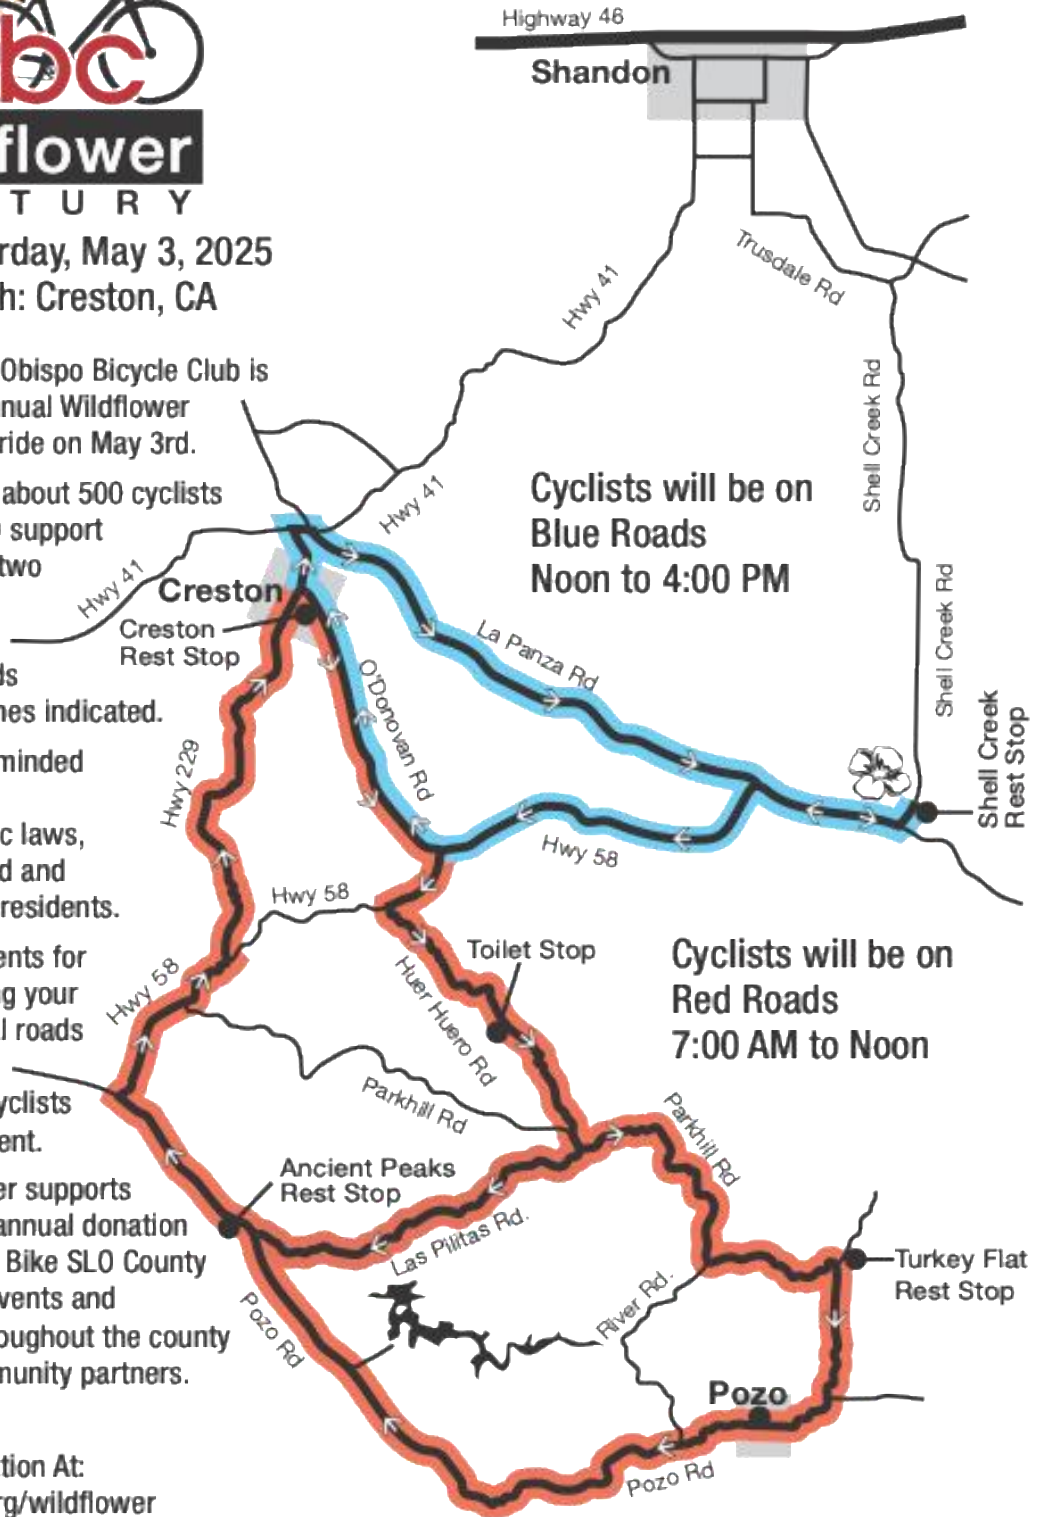 Highway 46
Shandon
bc
flower
T U R Y
rday, May 3, 2025
h: Creston, CA
Obispo Bicycle Club is
nual Wildflower
ride on May 3rd.
about 500 cyclists
support
two
ds
nes indicated.
minded
c laws,
d and
residents.
ents for
g your
l roads
yclists
ent.
er supports
annual donation
Bike SLO County
vents and
oughout the county
munity partners.
tion At:
rg/wildflower
Trusdale Rd
Hwy 41
Shell Creek Rd
Hwy 41
Cyclists will be on
Blue Roads
Noon to 4:00 PM
Hwy 41
Creston
Creston
Rest Stop
La Panza Rd
Shell Creek Rd
O'Donovan Rd
Shell Creek
Rest Stop
Hwy 229
Hwy 58
Hwy 58
Toilet Stop
Cyclists will be on
Red Roads
7:00 AM to Noon
Hwy 58
Huer Huero Rd
Parkhill Rd
Parkhill Rd
Ancient Peaks
Rest Stop
Las Pilitas Rd.
Turkey Flat
Rest Stop
River Rd.
Pozo Rd
Pozo
Pozo Rd